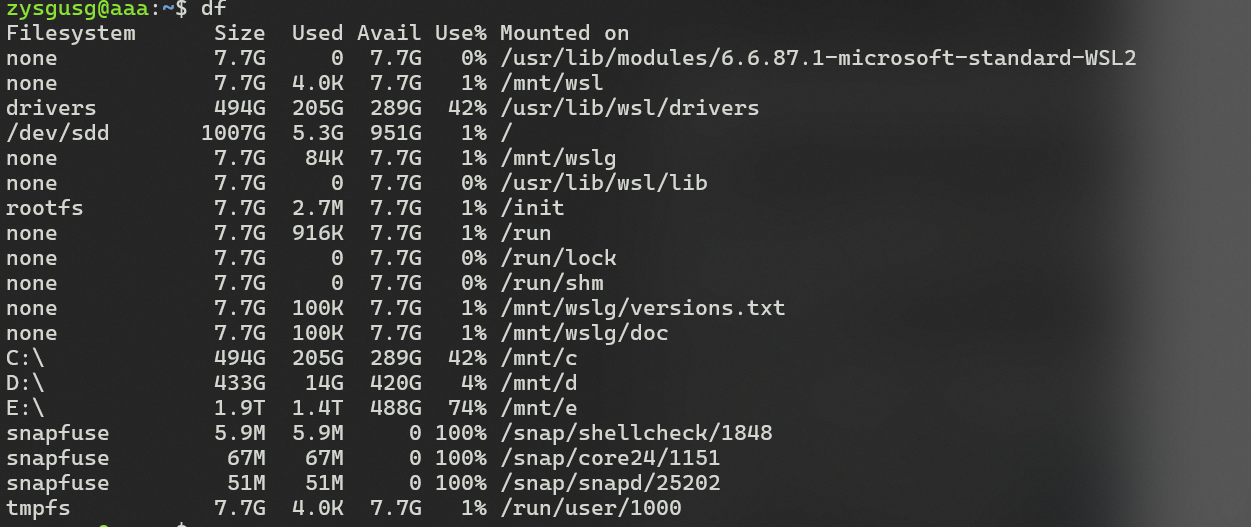 zysgusg@aaa:~$ df
Filesystem      Size  Used Avail Use% Mounted on
none            7.7G     0  7.7G   0% /usr/lib/modules/6.6.87.1-microsoft-standard-WSL2
none            7.7G  4.0K  7.7G   1% /mnt/wsl
drivers         494G  205G  289G  42% /usr/lib/wsl/drivers
/dev/sdd       1007G  5.3G  951G   1% /
none            7.7G   84K  7.7G   1% /mnt/wslg
none            7.7G     0  7.7G   0% /usr/lib/wsl/lib
rootfs          7.7G  2.7M  7.7G   1% /init
none            7.7G  916K  7.7G   1% /run
none            7.7G     0  7.7G   0% /run/lock
none            7.7G     0  7.7G   0% /run/shm
none            7.7G  100K  7.7G   1% /mnt/wslg/versions.txt
none            7.7G  100K  7.7G   1% /mnt/wslg/doc
C:\             494G  205G  289G  42% /mnt/c
D:\             433G   14G  420G   4% /mnt/d
E:\             1.9T  1.4T  488G  74% /mnt/e
snapfuse        5.9M  5.9M     0 100% /snap/shellcheck/1848
snapfuse         67M   67M     0 100% /snap/core24/1151
snapfuse         51M   51M     0 100% /snap/snapd/25202
tmpfs           7.7G  4.0K  7.7G   1% /run/user/1000